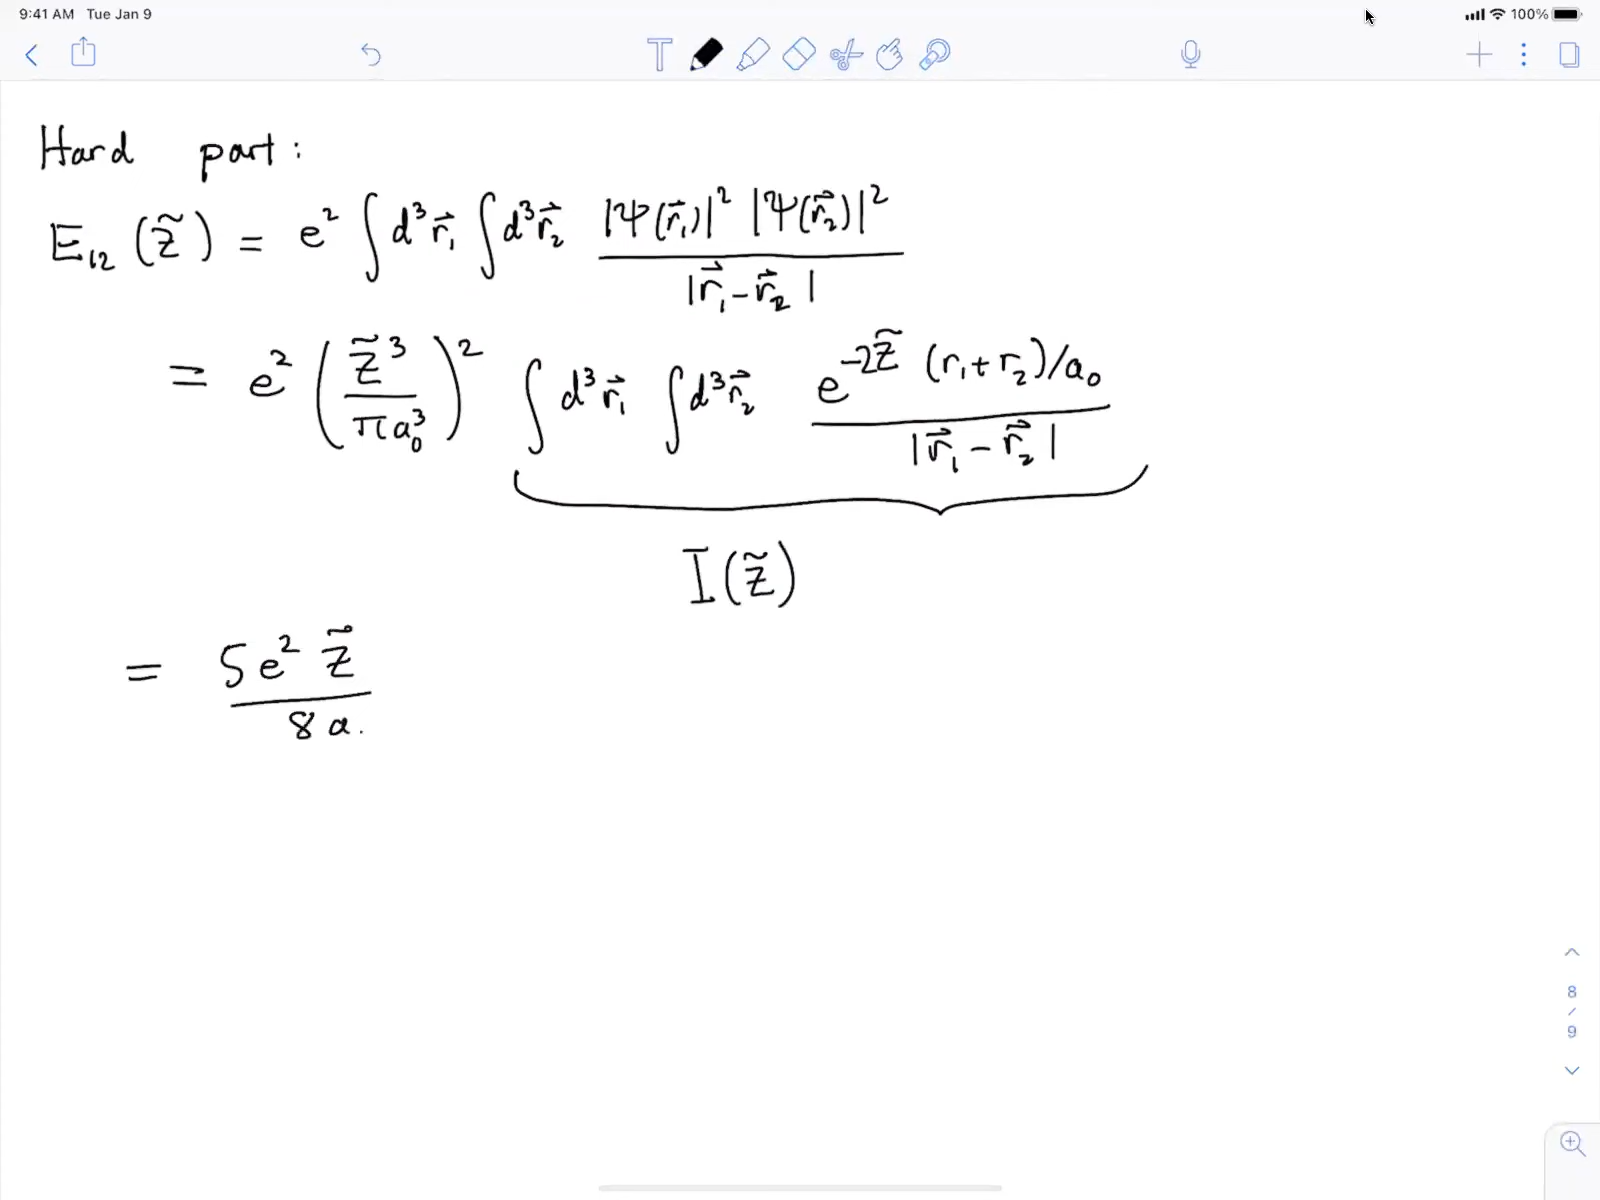 9:41 AM Tue Jan 9 100%
T
Hard part:
E₁₂(Z̃) = e² ∫d³r⃗₁ ∫d³r⃗₂ |Ψ(r⃗₁)|² |Ψ(r⃗₂)|² / |r⃗₁ - r⃗₂|
= e² (Z̃³ / πa₀³)² ∫d³r⃗₁ ∫d³r⃗₂ e^(-2Z̃(r₁+r₂)/a₀) / |r⃗₁ - r⃗₂|
I(Z̃)
= 5e² Z̃ / 8a.
8
/
9